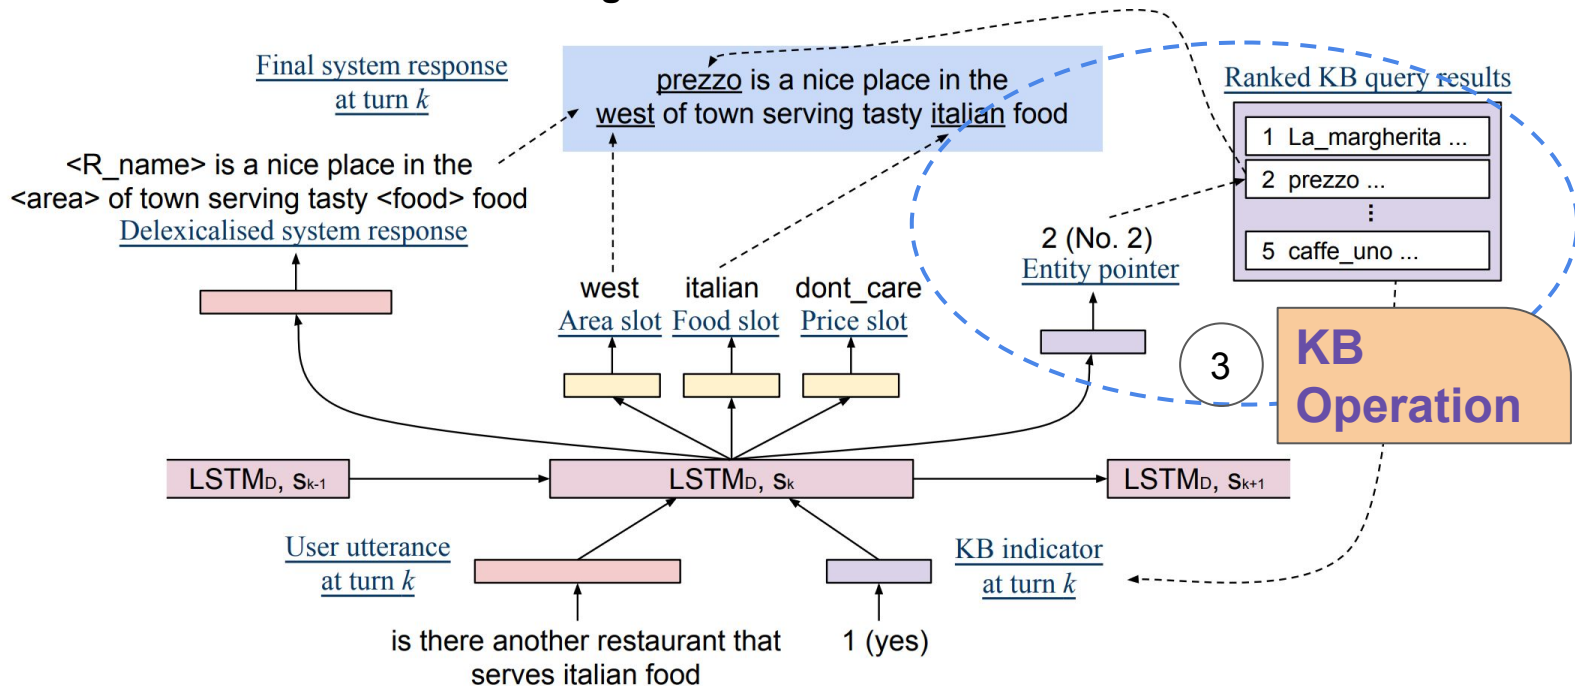 Final system response
at turn k
prezzo is a nice place in the
west of town serving tasty italian food
Ranked KB query results
1 La_margherita ...
2 prezzo ...
⋮
5 caffe_uno ...
<R_name> is a nice place in the
<area> of town serving tasty <food> food
Delexicalised system response
west
Area slot
italian
Food slot
dont_care
Price slot
2 (No. 2)
Entity pointer
3
KB
Operation
LSTMD, sk-1
LSTMD, sk
LSTMD, sk+1
User utterance
at turn k
KB indicator
at turn k
is there another restaurant that
serves italian food
1 (yes)